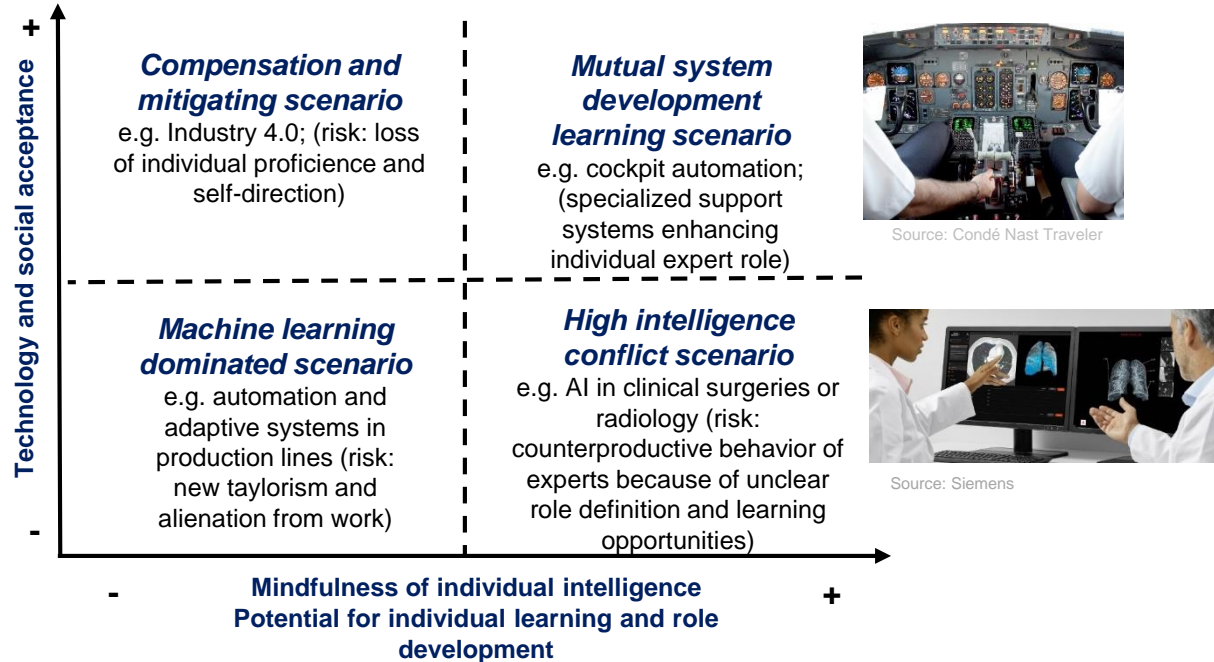 +
Technology and social acceptance
-
Compensation and
mitigating scenario
e.g. Industry 4.0; (risk: loss
of individual proficience and
self-direction)
Mutual system
development
learning scenario
e.g. cockpit automation;
(specialized support
systems enhancing
individual expert role)
Source: Condé Nast Traveler
Machine learning
dominated scenario
e.g. automation and
adaptive systems in
production lines (risk:
new taylorism and
alienation from work)
High intelligence
conflict scenario
e.g. AI in clinical surgeries or
radiology (risk:
counterproductive behavior of
experts because of unclear
role definition and learning
opportunities)
Source: Siemens
-
Mindfulness of individual intelligence
Potential for individual learning and role
development
+